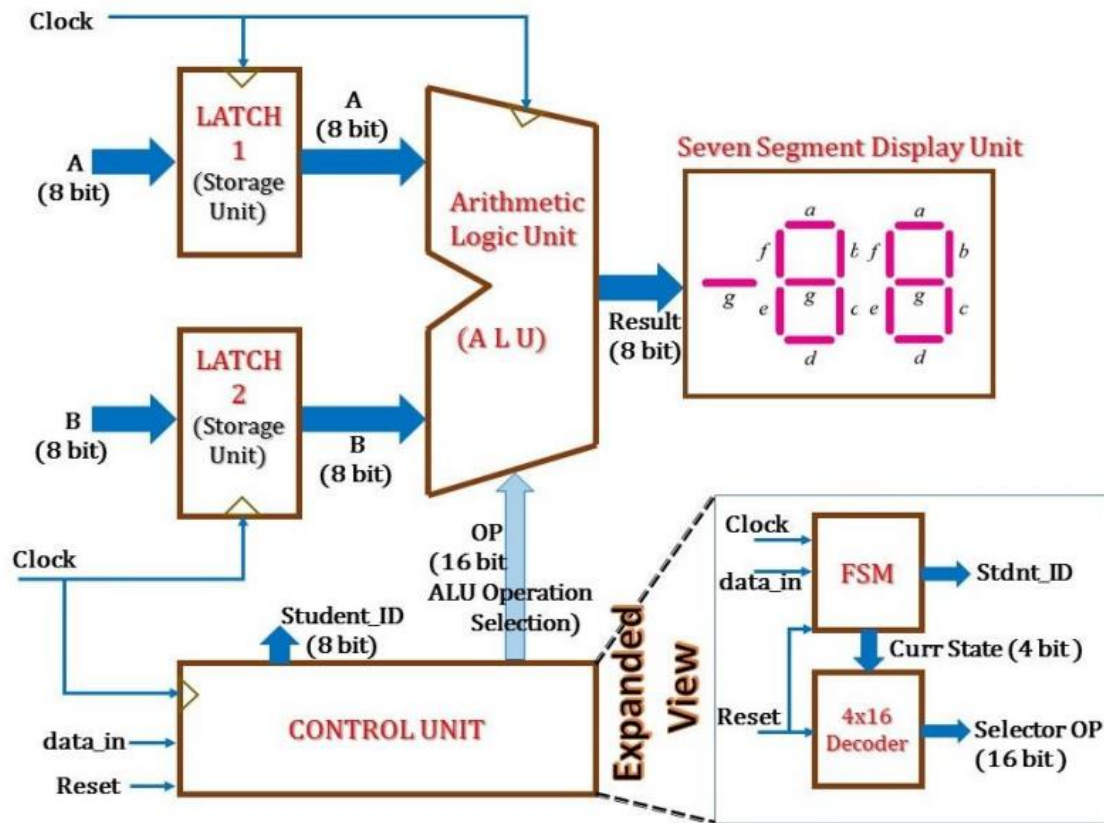 Clock
LATCH
1
(Storage
Unit)
A
(8 bit)
A
(8 bit)
Arithmetic
Logic Unit
(A L U)
Seven Segment Display Unit
a
a
f
b
f
b
g
g
g
e
c
e
c
d
d
Result
(8 bit)
LATCH
2
(Storage
Unit)
B
(8 bit)
B
(8 bit)
Clock
OP
(16 bit
ALU Operation
Selection)
Student_ID
(8 bit)
CONTROL UNIT
data_in
Reset
Expanded
View
Clock
data_in
FSM
Stdnt_ID
Curr State (4 bit )
Reset
4x16
Decoder
Selector OP
(16 bit )